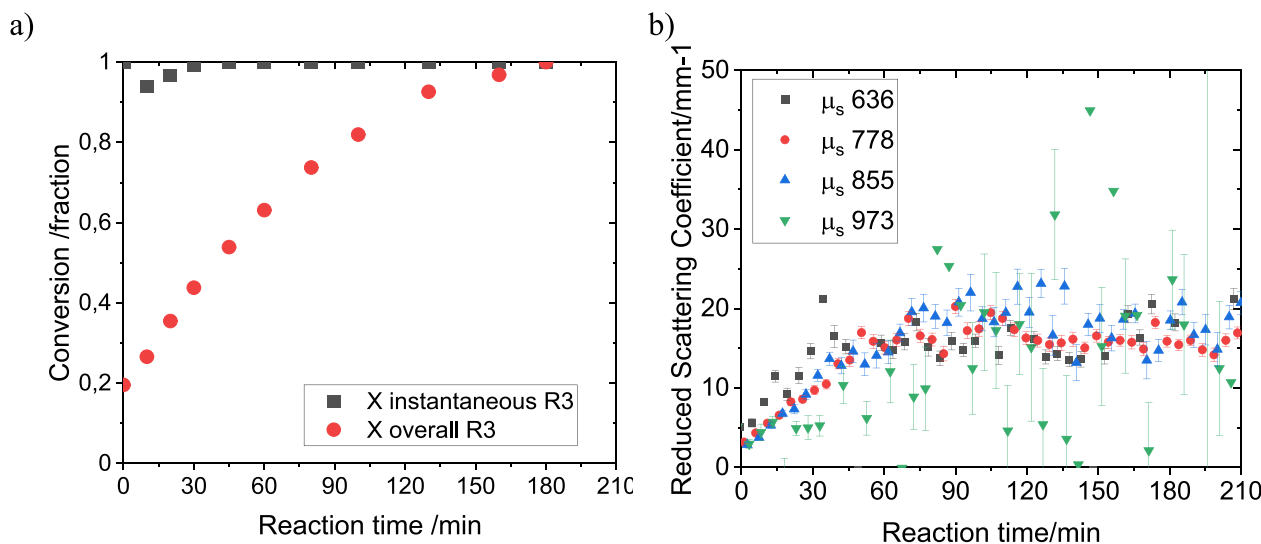 a)
1
0,8
0,6
0,4
0,2
0
Conversion /fraction
X instantaneous R3
X overall R3
0 30 60 90 120 150 180 210
Reaction time /min
b)
50
40
30
20
10
0
Reduced Scattering Coefficient/mm-1
μs 636
μs 778
μs 855
μs 973
0 30 60 90 120 150 180 210
Reaction time/min